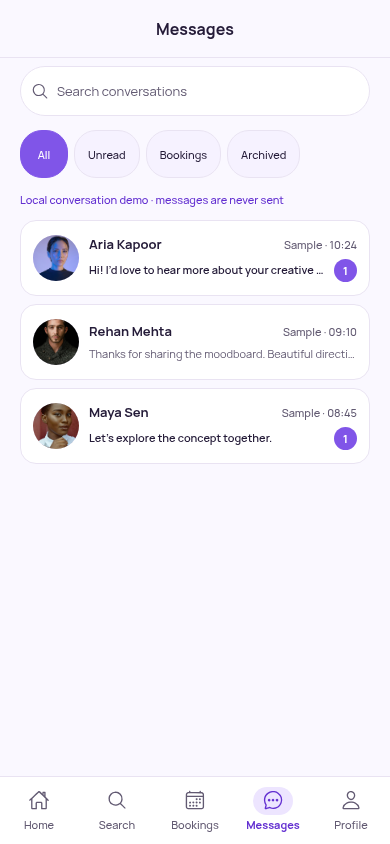 Messages
Search conversations
All
Unread
Bookings
Archived
Local conversation demo · messages are never sent
Aria Kapoor
Sample · 10:24
Hi! I'd love to hear more about your creative ...
1
Rehan Mehta
Sample · 09:10
Thanks for sharing the moodboard. Beautiful directi...
Maya Sen
Sample · 08:45
Let's explore the concept together.
1
Home
Search
Bookings
Messages
Profile